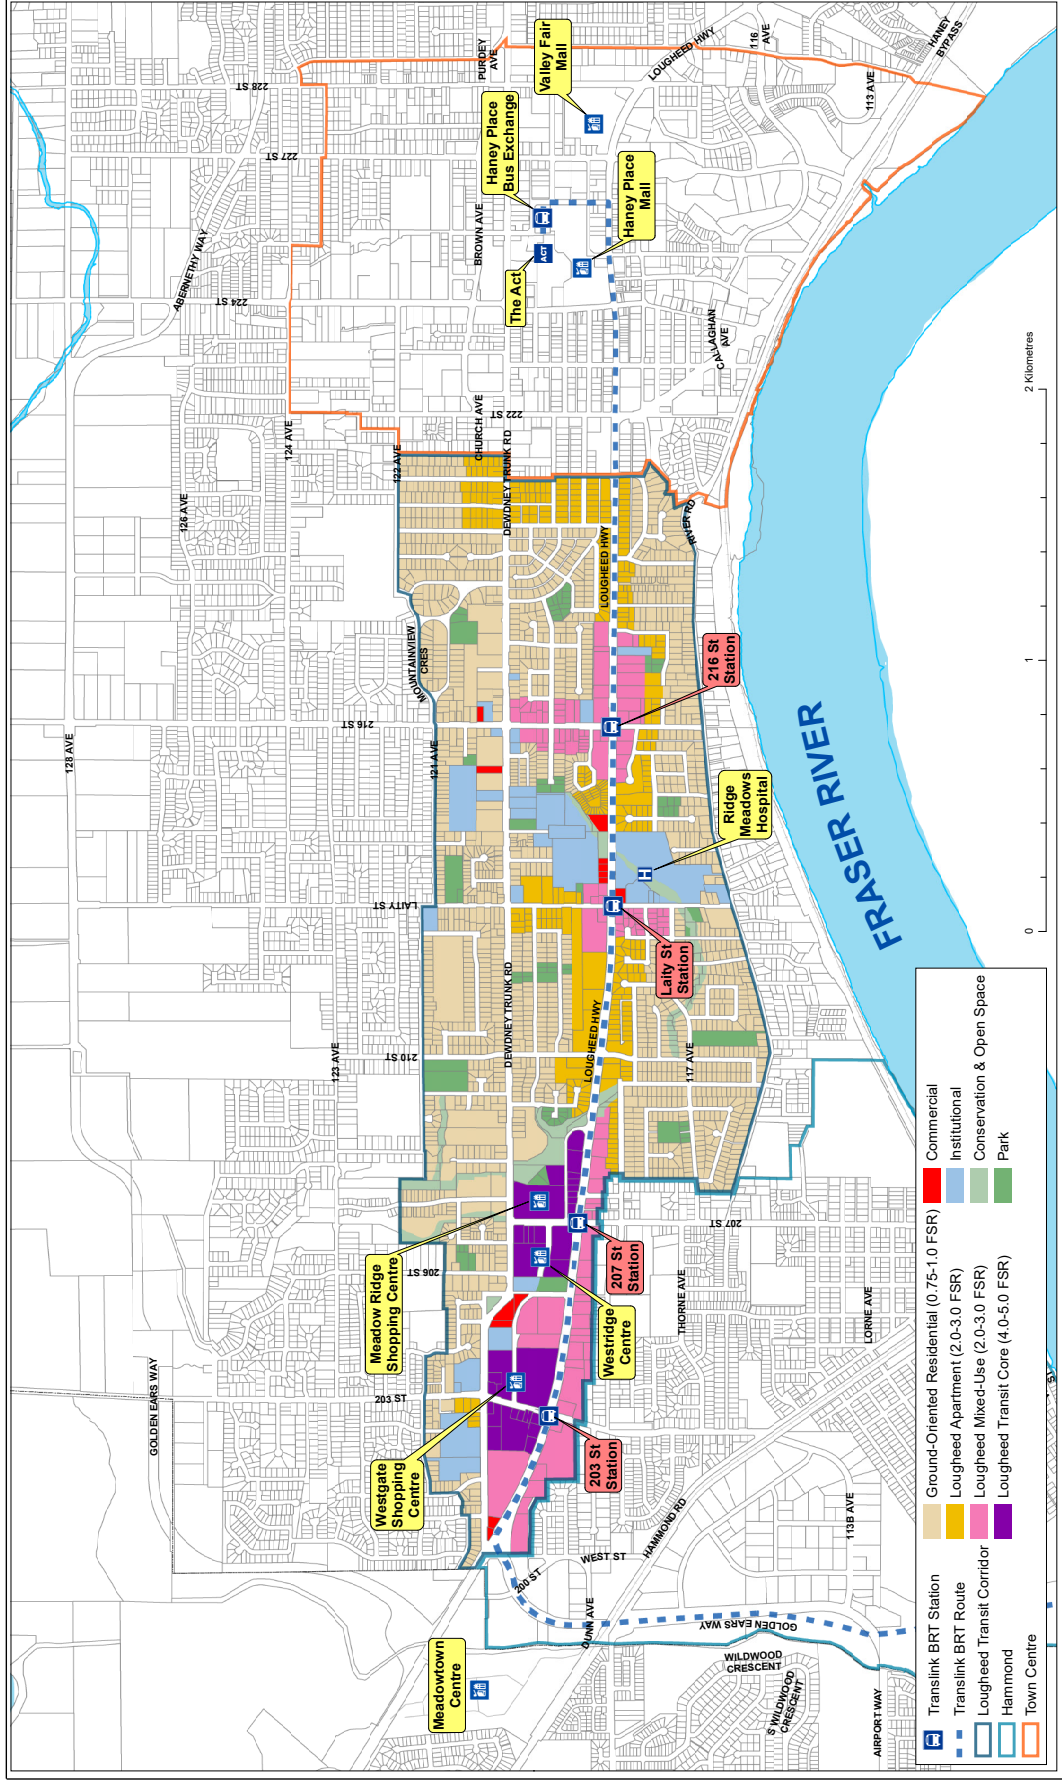 Meadowtown
Centre
Westgate
Shopping
Centre
Meadow Ridge
Shopping Centre
Westridge
Centre
203 St
Station
207 St
Station
Laity St
Station
Ridge
Meadows
Hospital
216 St
Station
The Act
Haney Place
Bus Exchange
Haney Place
Mall
Valley Fair
Mall
ACT
H
GOLDEN EARS WAY
128 AVE
126 AVE
124 AVE
123 AVE
122 AVE
121 AVE
ABERNETHY WAY
228 ST
227 ST
224 ST
222 ST
216 ST
LAITY ST
210 ST
207 ST
206 ST
203 ST
200 ST
WEST ST
MOUNTAINVIEW
CRES
PURDEY
AVE
BROWN AVE
CHURCH AVE
DEWDNEY TRUNK RD
DEWDNEY TRUNK RD
LOUGHEED HWY
LOUGHEED HWY
LOUGHEED HWY
116 AVE
HANEY
BYPASS
113 AVE
CALLAGHAN
AVE
RIVER RD
117 AVE
THORNE AVE
LORNE AVE
HAMMOND RD
113B AVE
DUNN AVE
GOLDEN EARS WAY
WILDWOOD
CRESCENT
S WILDWOOD
CRESCENT
AIRPORT WAY
FRASER RIVER
0
1
2 Kilometres
Translink BRT Station
Translink BRT Route
Lougheed Transit Corridor
Hammond
Town Centre
Ground-Oriented Residential (0.75-1.0 FSR)
Lougheed Apartment (2.0-3.0 FSR)
Lougheed Mixed-Use (2.0-3.0 FSR)
Lougheed Transit Core (4.0-5.0 FSR)
Commercial
Institutional
Conservation & Open Space
Park